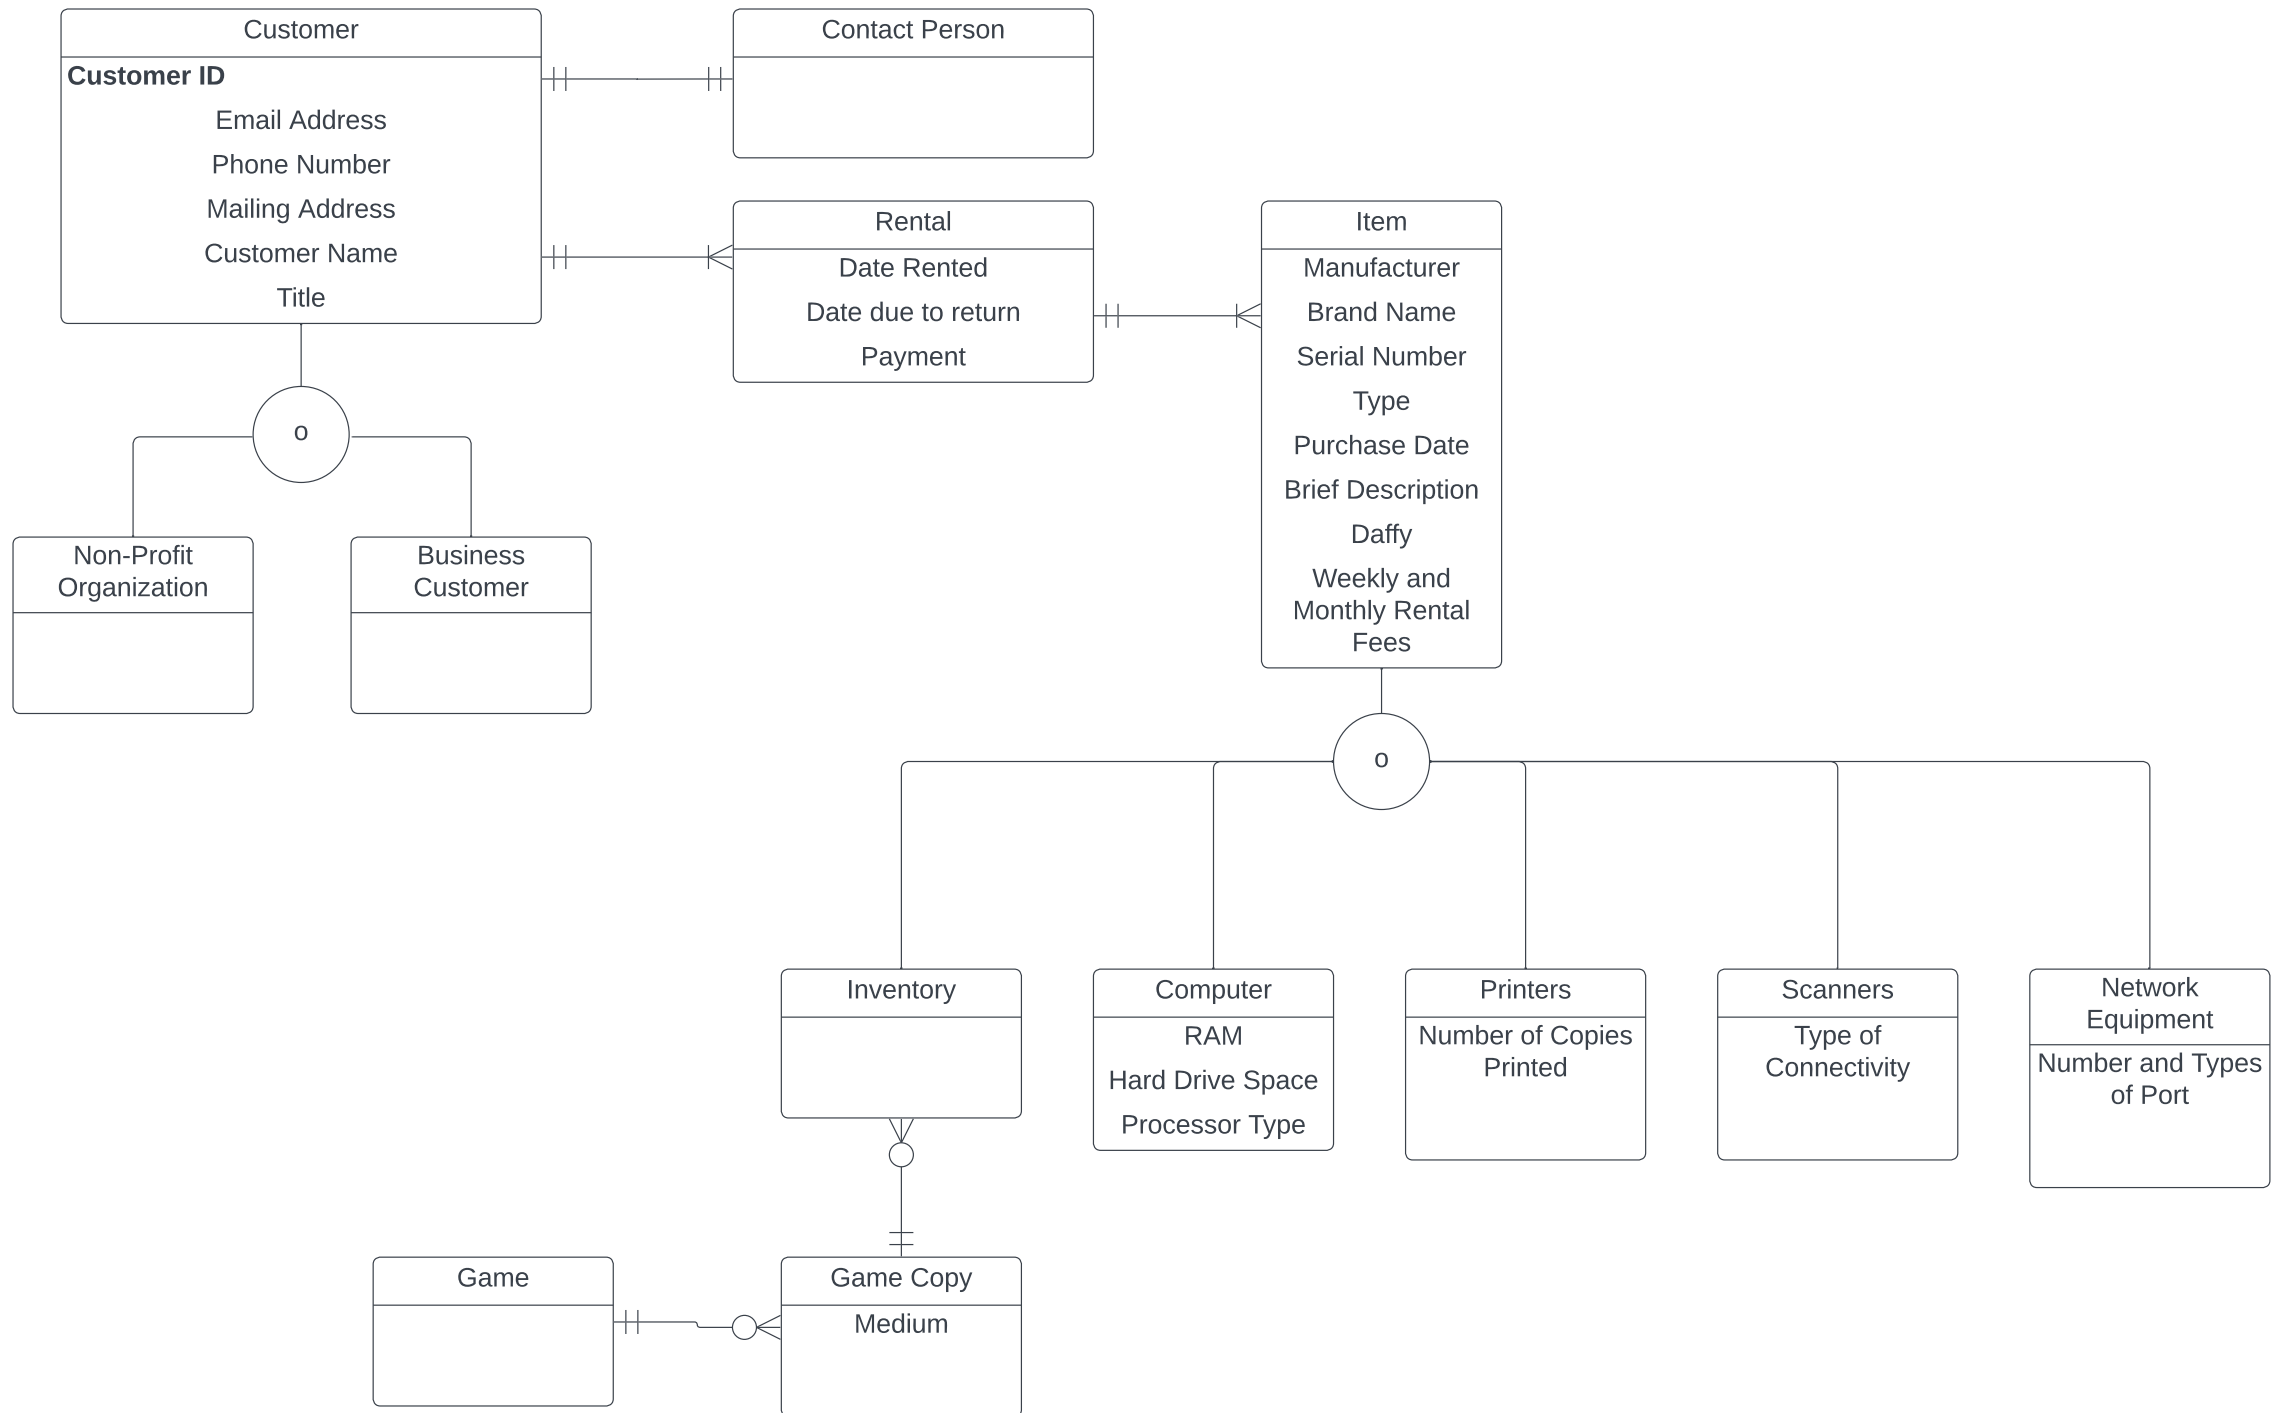 Customer
Customer ID
Email Address
Phone Number
Mailing Address
Customer Name
Title
Contact Person
Rental
Date Rented
Date due to return
Payment
Item
Manufacturer
Brand Name
Serial Number
Type
Purchase Date
Brief Description
Daffy
Weekly and
Monthly Rental
Fees
o
Non-Profit
Organization
Business
Customer
o
Inventory
Computer
RAM
Hard Drive Space
Processor Type
Printers
Number of Copies
Printed
Scanners
Type of
Connectivity
Network
Equipment
Number and Types
of Port
Game
Game Copy
Medium